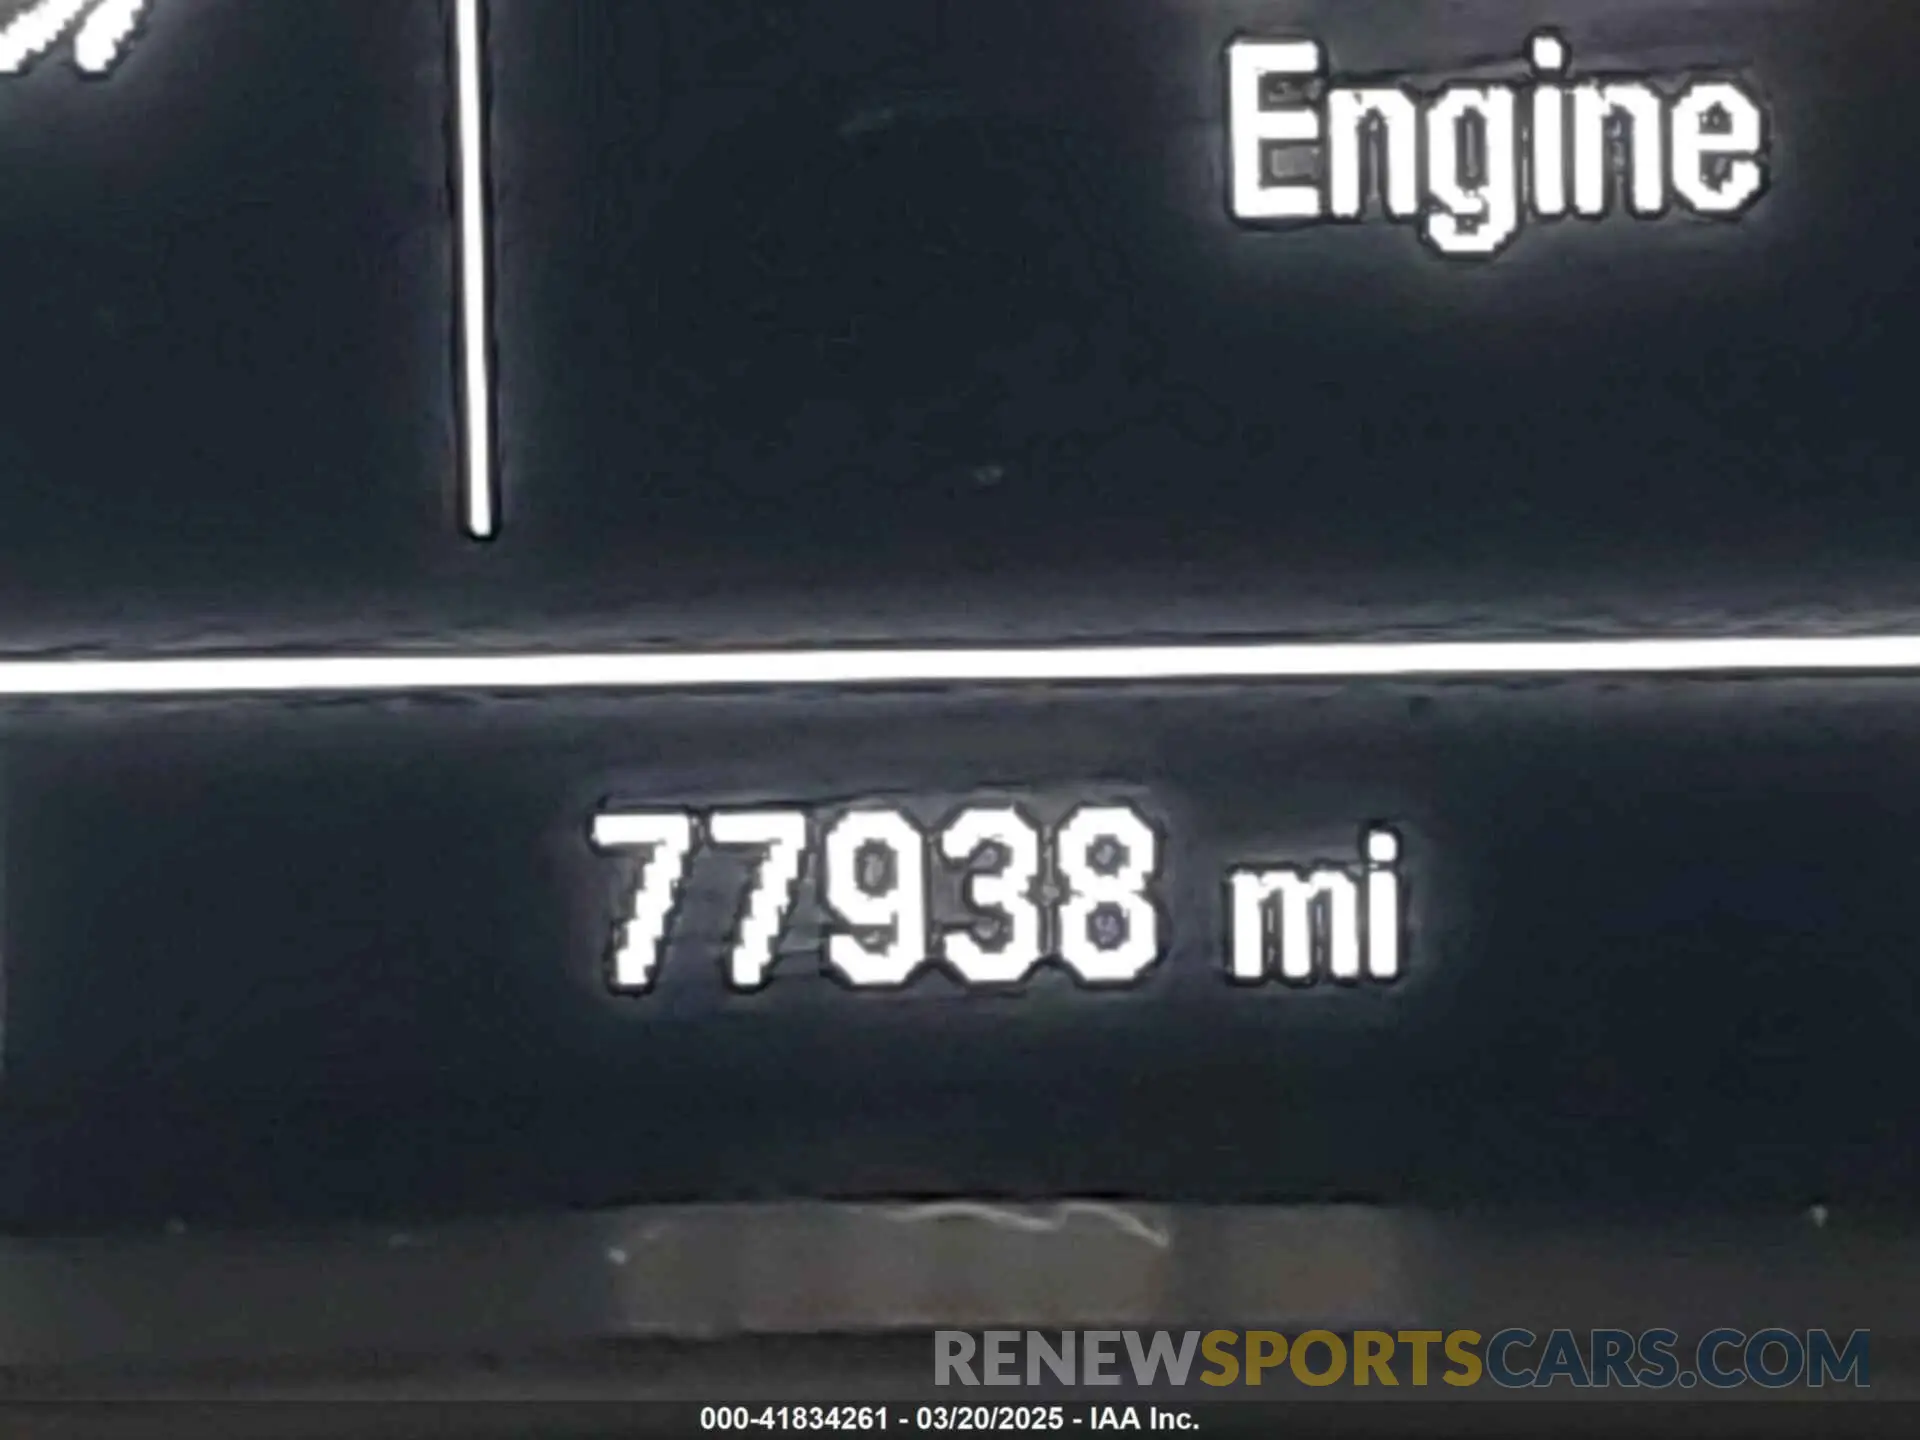 Engine
77938 mi
RENEWSPORTSCARS.COM
000-41834261 - 03/20/2025 - IAA Inc.